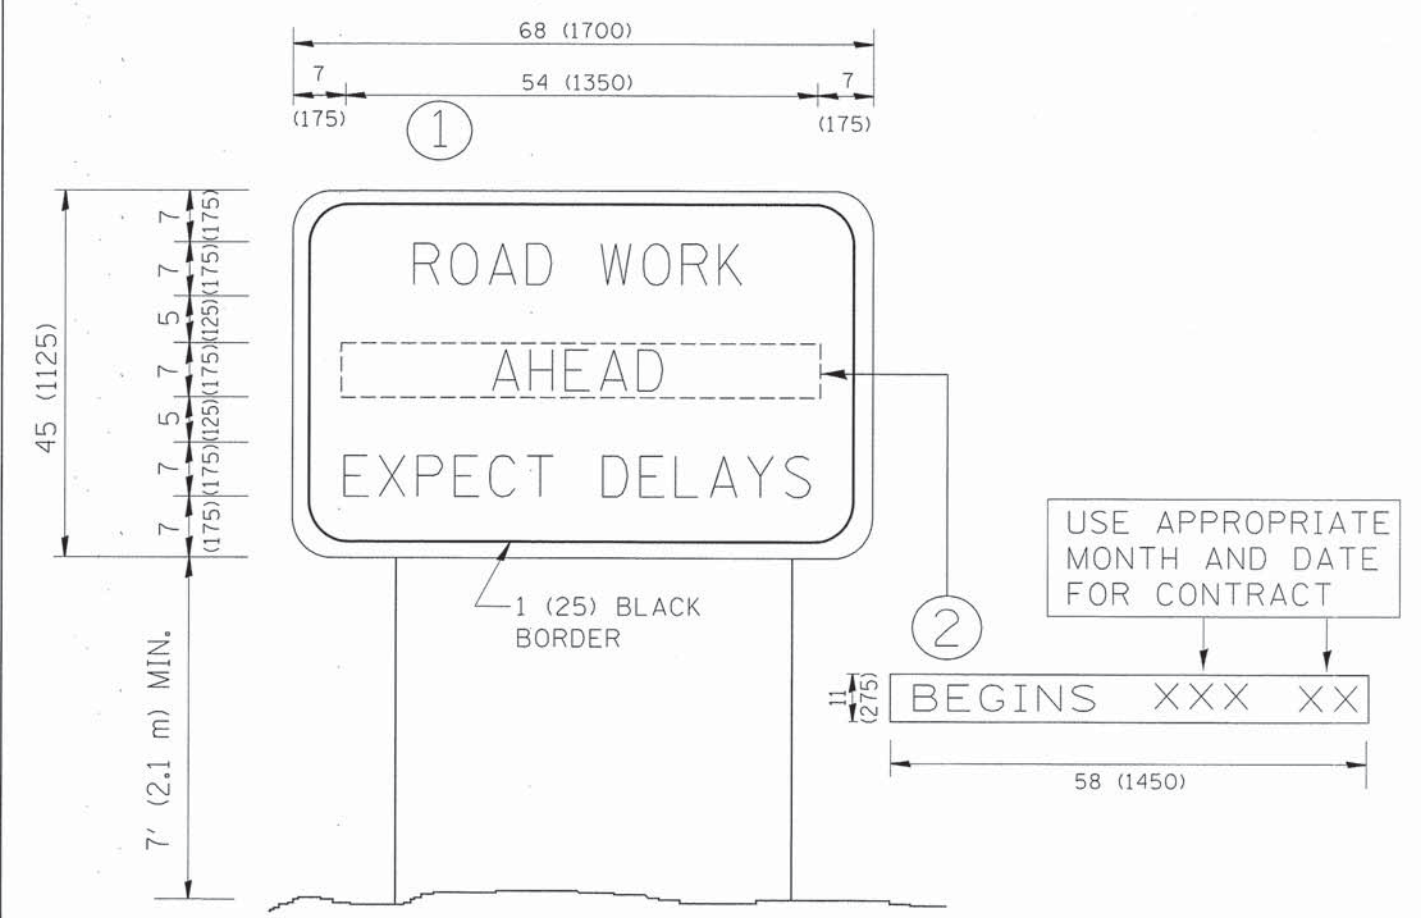 68 (1700)
7
54 (1350)
7
(175)
(175)
1
7
(175)
7
(175)
5
(125)
7
(175)
5
(125)
7
(175)
7
(175)
45 (1125)
ROAD WORK
AHEAD
EXPECT DELAYS
1 (25) BLACK
BORDER
7' (2.1 m) MIN.
USE APPROPRIATE
MONTH AND DATE
FOR CONTRACT
2
11
(275)
BEGINS XXX XX
58 (1450)